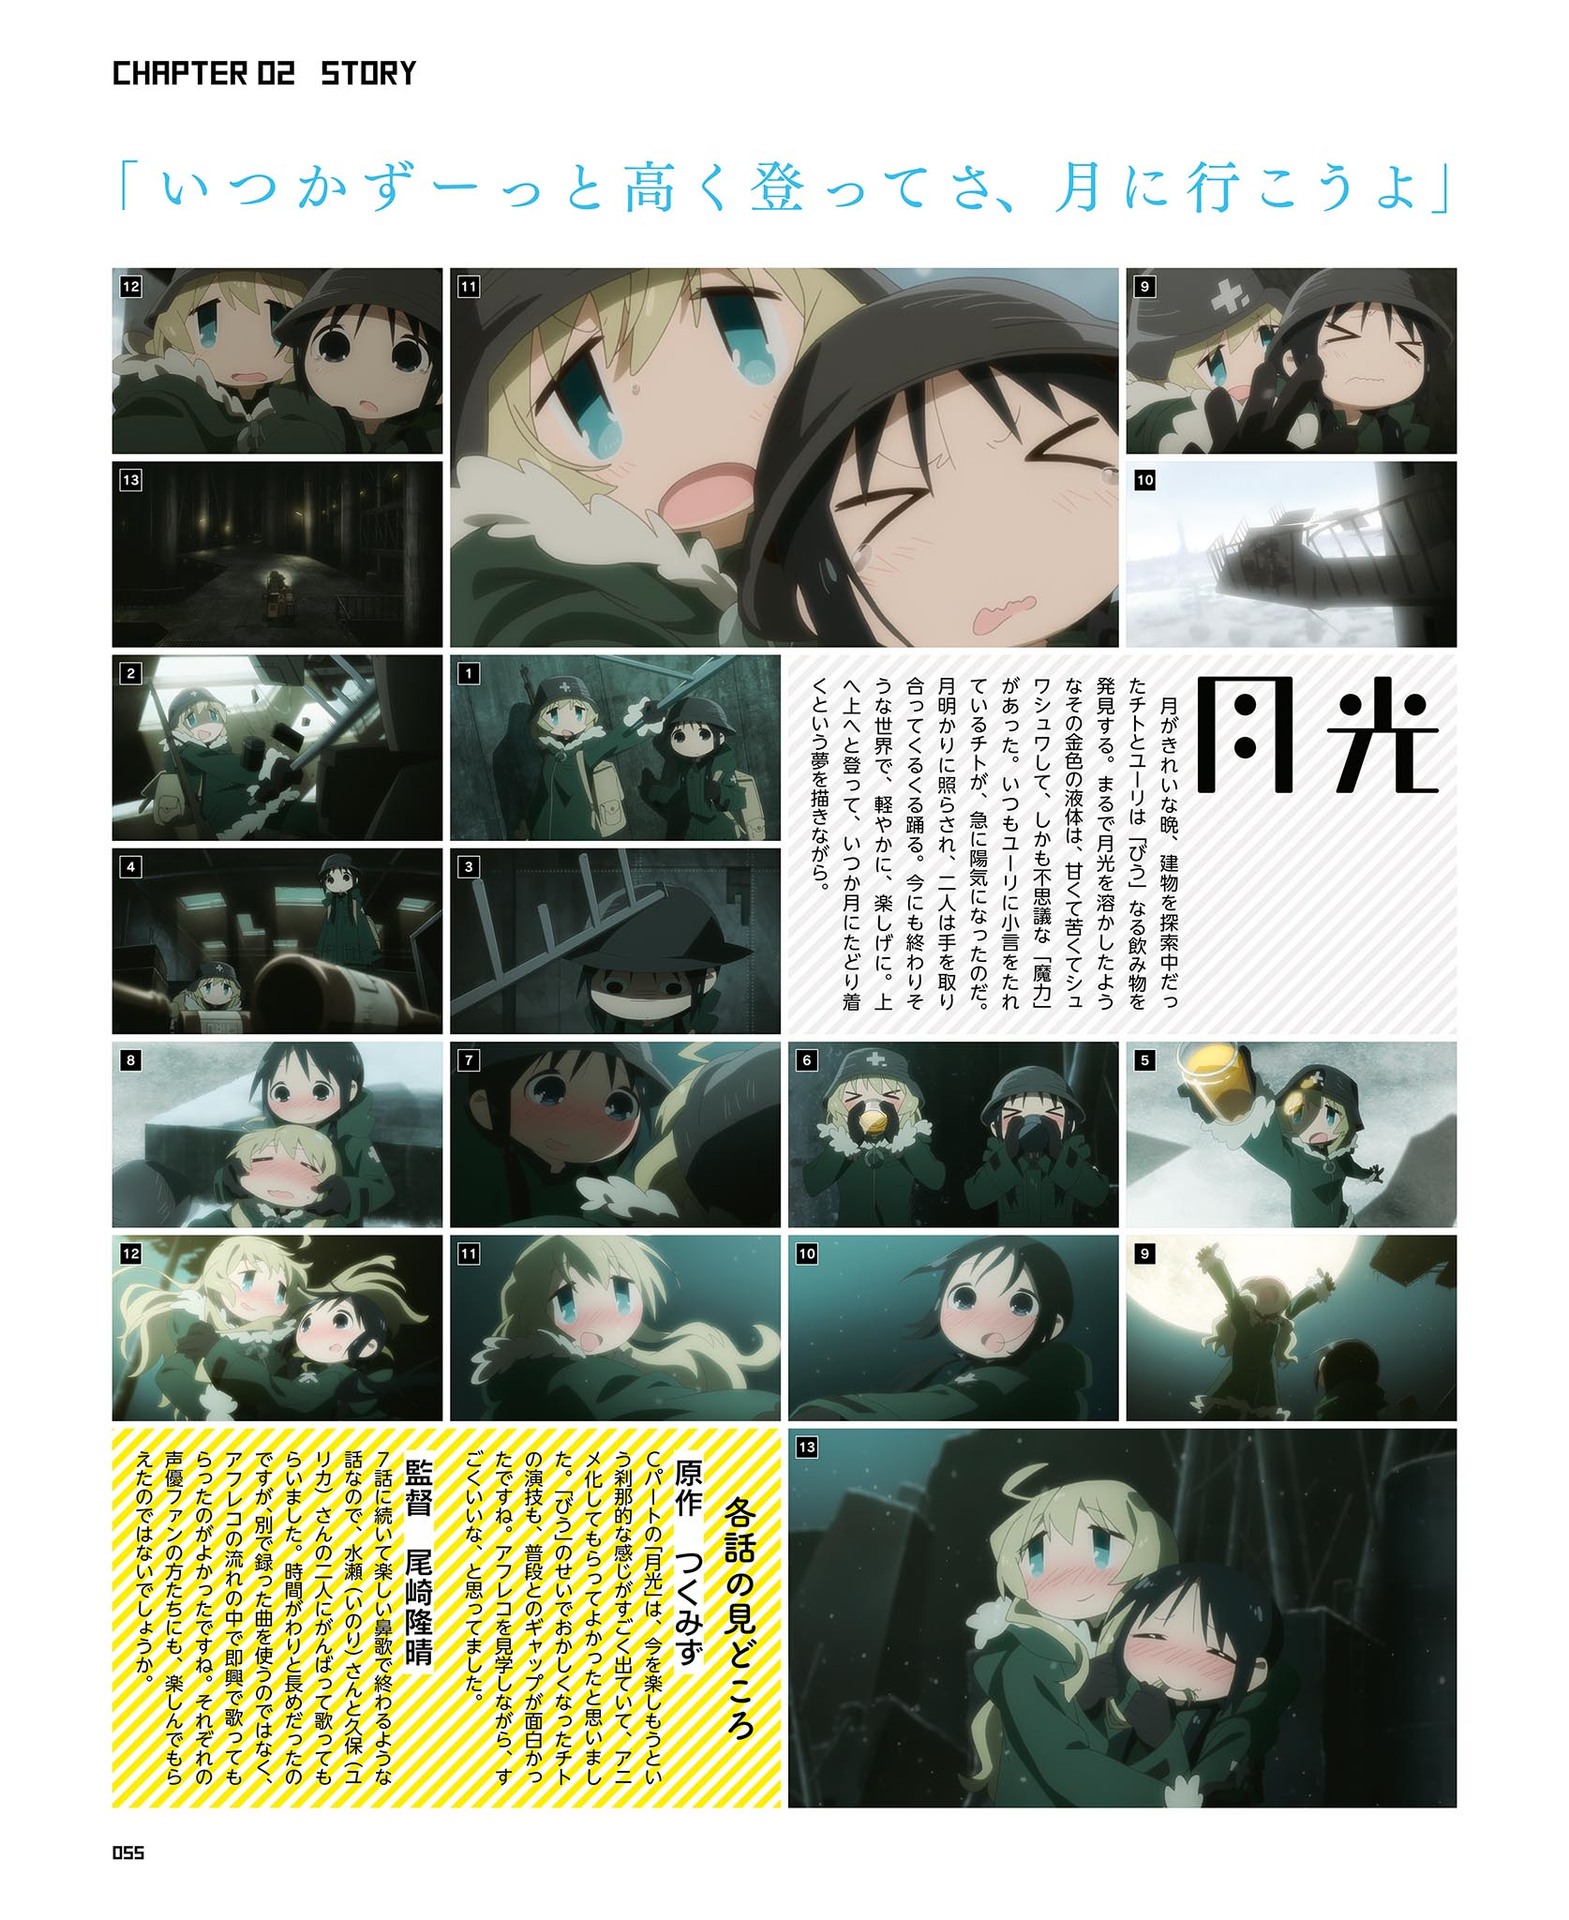 CHAPTER 02 STORY
「いつかずーっと高く登ってさ、月に行こうよ」
12
11
9
13
10
2
1
月光
月がきれいな晩、建物を探索中だっ
たチトとユーリは「びう」なる飲み物を
発見する。まるで月光を溶かしたよう
なその金色の液体は、甘くて苦くてシュ
ワシュワして、しかも不思議な「魔力」
があった。いつもユーリに小言をたれ
ているチトが、急に陽気になったのだ。
月明かりに照らされ、二人は手を取り
合ってくるくる踊る。今にも終わりそ
うな世界で、軽やかに、楽しげに。上
へ上へと登って、いつか月にたどり着
くという夢を描きながら。
4
3
8
7
6
5
12
11
10
9
13
各話の見どころ
原作 つくみず
Cパートの「月光」は、今を楽しもうとい
う刹那的な感じがすごく出ていて、アニ
メ化してもらってよかったと思いまし
た。「びう」のせいでおかしくなったチト
の演技も、普段とのギャップが面白かっ
たですね。アフレコを見学しながら、す
ごくいいな、と思ってました。
監督 尾崎隆晴
7話に続いて楽しい鼻歌で終わるような
話なので、水瀬（いのり）さんと久保（ユ
リカ）さんの二人にがんばって歌っても
らいました。時間がわりと長めだったの
ですが、別で録った曲を使うのではなく、
アフレコの流れの中で即興で歌っても
らったのがよかったですね。それぞれの
声優ファンの方たちにも、楽しんでもら
えたのではないでしょうか。
055